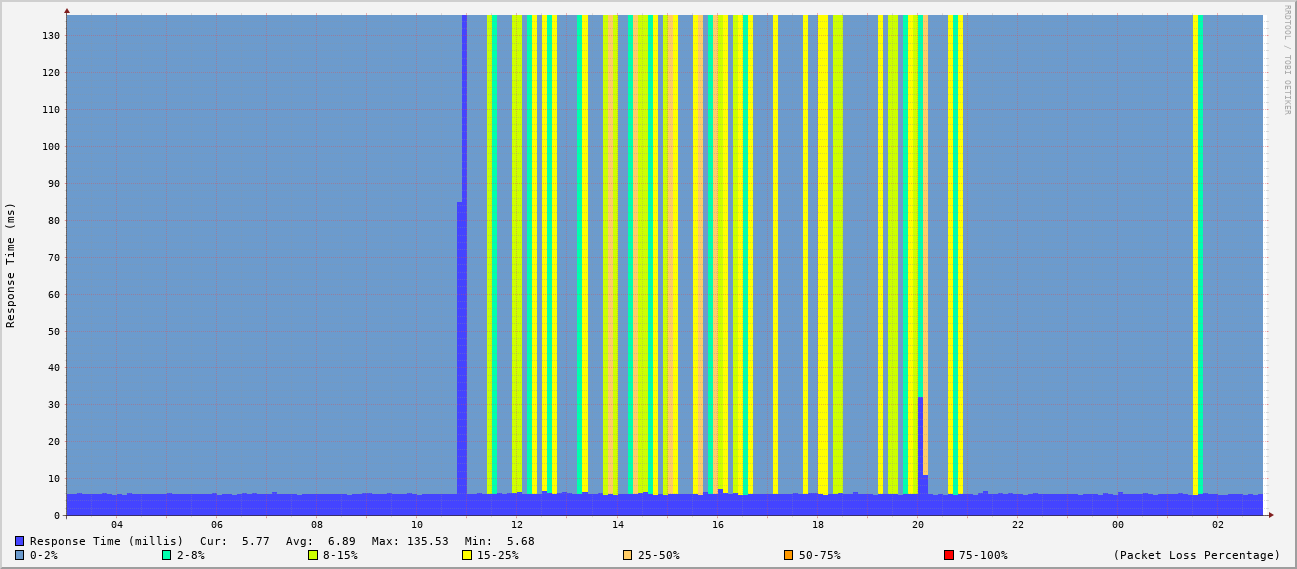 RRDTOOL / TOBI OETIKER
Response Time (ms)
130
120
110
100
90
80
70
60
50
40
30
20
10
0
04 06 08 10 12 14 16 18 20 22 00 02
Response Time (millis) Cur: 5.77 Avg: 6.89 Max: 135.53 Min: 5.68
0-2% 2-8% 8-15% 15-25% 25-50% 50-75% 75-100% (Packet Loss Percentage)